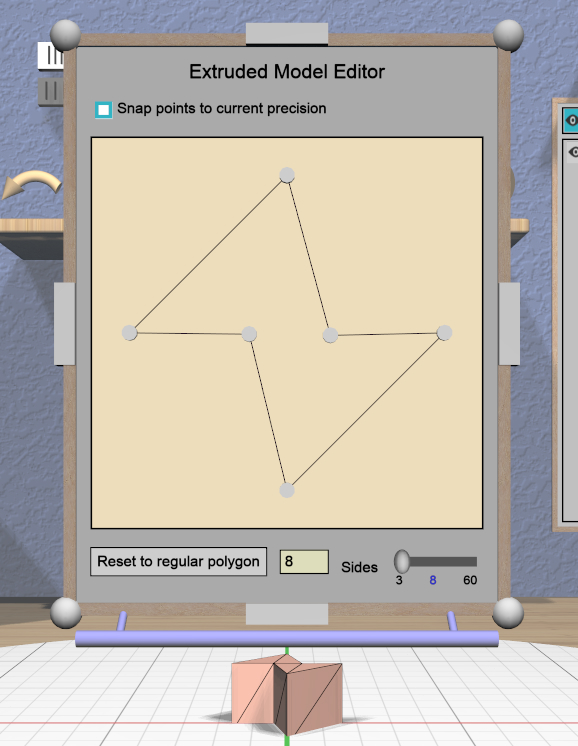 Extruded Model Editor
Snap points to current precision
Reset to regular polygon
8
Sides
3 8 60